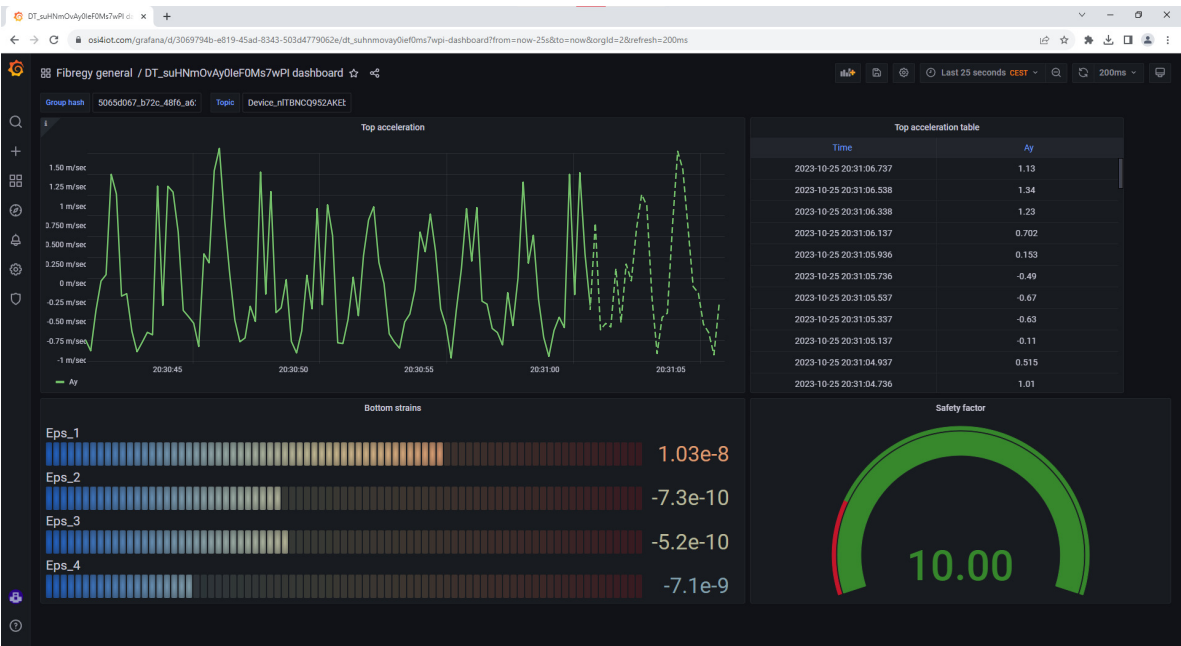 DT_suHNmOvAy0IeF0Ms7wPI da
osi4iot.com/grafana/d/3069794b-e819-45ad-8343-503d4779062e/dt_suhnmovay0ief0ms7wpi-dashboard?from=now-25s&to=now&orgId=2&refresh=200ms
Fibregy general / DT_suHNmOvAy0IeF0Ms7wPI dashboard
Last 25 seconds CEST
200ms
Group hash 5065d067_b72c_48f6_a6: Topic Device_nlTBNCQ952AKEt
i
Top acceleration
1.50 m/sec
1.25 m/sec
1 m/sec
0.750 m/sec
0.500 m/sec
0.250 m/sec
0 m/sec
-0.25 m/sec
-0.50 m/sec
-0.75 m/sec
-1 m/sec
20:30:45 20:30:50 20:30:55 20:31:00 20:31:05
Ay
Top acceleration table
Time Ay
2023-10-25 20:31:06.737 1.13
2023-10-25 20:31:06.538 1.34
2023-10-25 20:31:06.338 1.23
2023-10-25 20:31:06.137 0.702
2023-10-25 20:31:05.936 0.153
2023-10-25 20:31:05.736 -0.49
2023-10-25 20:31:05.537 -0.67
2023-10-25 20:31:05.337 -0.63
2023-10-25 20:31:05.137 -0.11
2023-10-25 20:31:04.937 0.515
2023-10-25 20:31:04.736 1.01
Bottom strains
Eps_1
1.03e-8
Eps_2
-7.3e-10
Eps_3
-5.2e-10
Eps_4
-7.1e-9
Safety factor
10.00